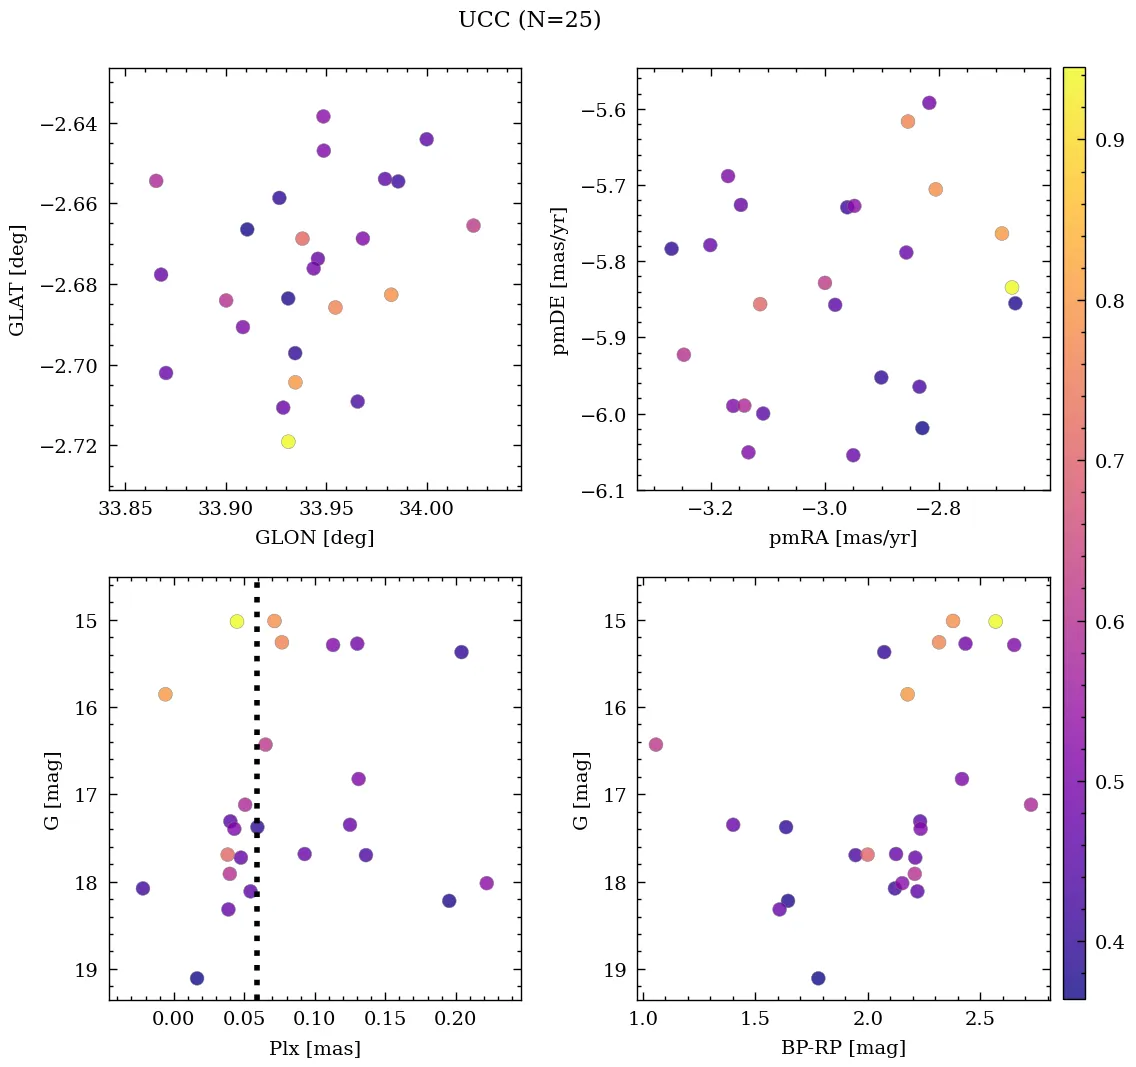 UCC (N=25)
−2.64
−2.66
−2.68
−2.70
−2.72
GLAT [deg]
33.85 33.90 33.95 34.00
GLON [deg]
−5.6
−5.7
−5.8
−5.9
−6.0
−6.1
pmDE [mas/yr]
−3.2 −3.0 −2.8
pmRA [mas/yr]
15
16
17
18
19
G [mag]
0.00 0.05 0.10 0.15 0.20
Plx [mas]
15
16
17
18
19
G [mag]
1.0 1.5 2.0 2.5
BP-RP [mag]
0.9
0.8
0.7
0.6
0.5
0.4